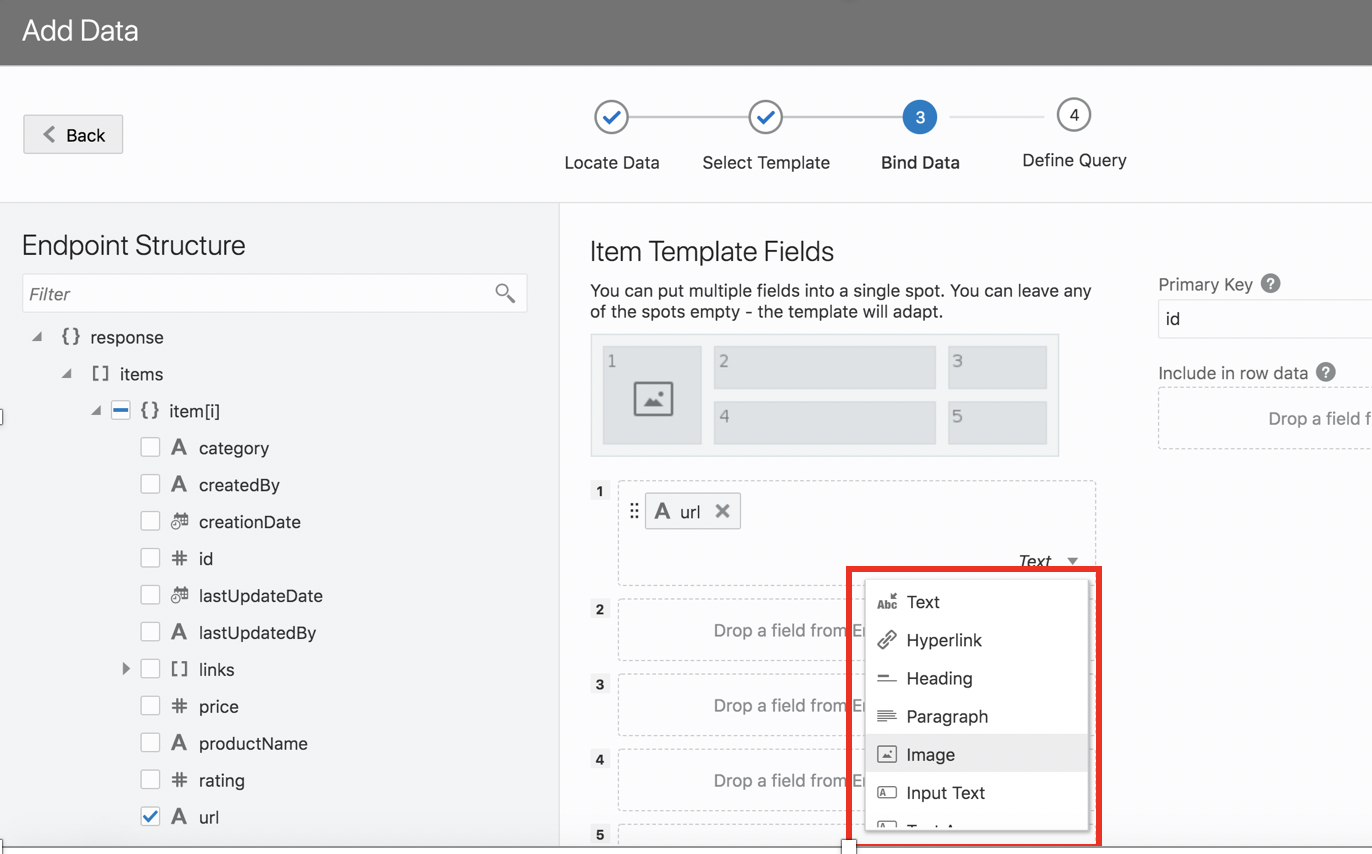 Add Data
Back
Locate Data
Select Template
3
Bind Data
4
Define Query
Endpoint Structure
Filter
response
items
item[i]
A category
A createdBy
creationDate
# id
lastUpdateDate
A lastUpdatedBy
links
# price
A productName
# rating
A url
Item Template Fields
You can put multiple fields into a single spot. You can leave any
of the spots empty - the template will adapt.
1
2
3
4
5
1
A url
Text
2
Drop a field from
3
Drop a field from
4
Drop a field from
5
Abc Text
Hyperlink
Heading
Paragraph
Image
A Input Text
Primary Key ?
id
Include in row data ?
Drop a field